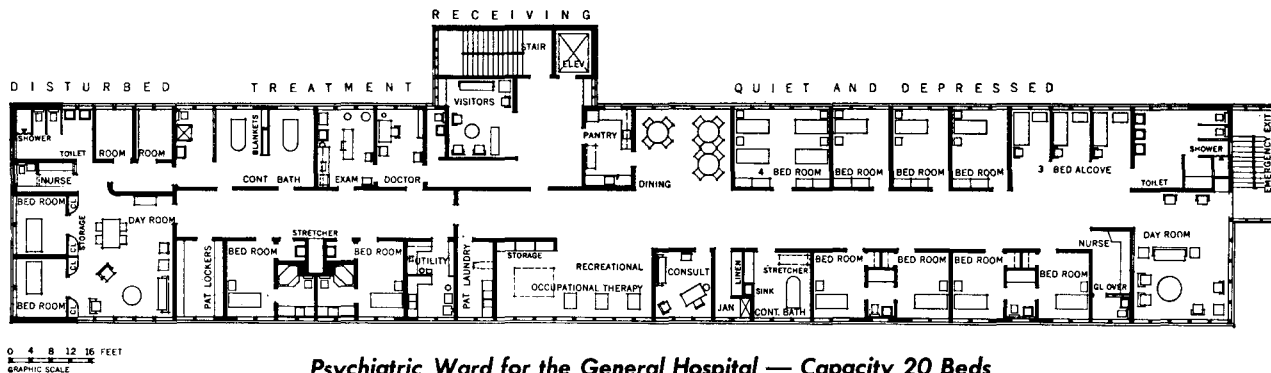 RECEIVING
STAIR
ELEV.
DISTURBED TREATMENT QUIET AND DEPRESSED
VISITORS
SHOWER
TOILET
ROOM
ROOM
BLANKETS
CONT. BATH
EXAM
DOCTOR
PANTRY
DINING
4 BED ROOM
BED ROOM
BED ROOM
BED ROOM
3 BED ALCOVE
TOILET
SHOWER
EMERGENCY EXIT
NURSE
BED ROOM
CL
STORAGE
CL
CL
BED ROOM
CL
DAY ROOM
PAT LOCKERS
BED ROOM
STRETCHER
BED ROOM
UTILITY
PAT LAUNDRY
STORAGE
RECREATIONAL
OCCUPATIONAL THERAPY
CONSULT
JAN
LINEN
SINK
STRETCHER
CONT. BATH
BED ROOM
BED ROOM
BED ROOM
BED ROOM
NURSE
GL OVER
DAY ROOM
0 4 8 12 16 FEET
GRAPHIC SCALE
Psychiatric Ward for the General Hospital — Capacity 20 Beds